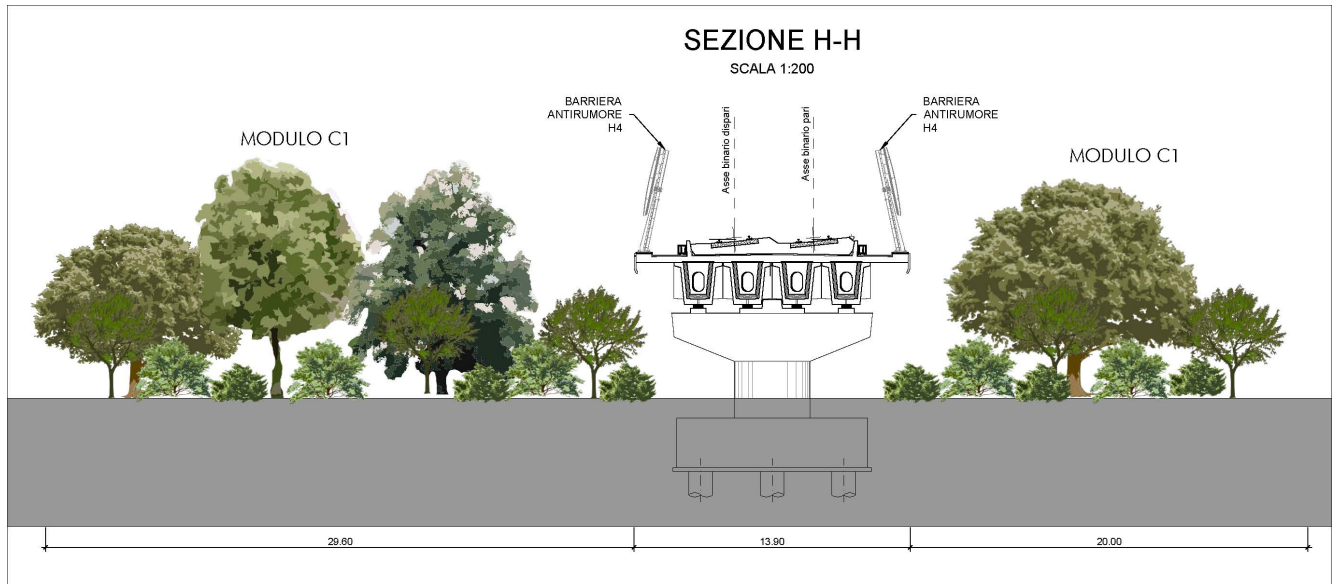 SEZIONE H-H
SCALA 1:200
BARRIERA
ANTIRUMORE
H4
Asse binario dispari
Asse binario pari
BARRIERA
ANTIRUMORE
H4
MODULO C1
MODULO C1
29.60
13.90
20.00